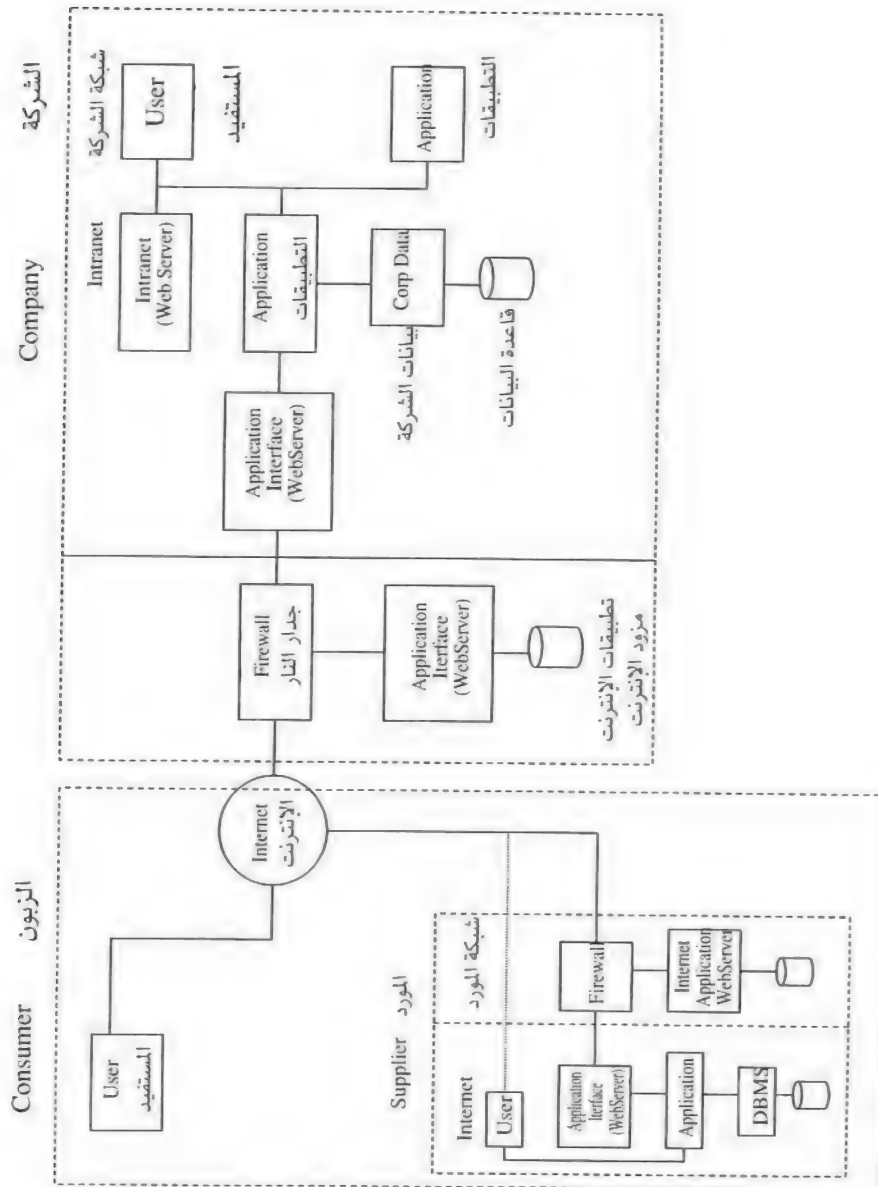 Consumer الزبون
User
المستفيد
Internet
الإنترنت
Supplier المورد
Internet
شبكة المورد
User
Application
Iterface
(WebServer)
Application
DBMS
Firewall
Internet
Application
WebServer
Company الشركة
Firewall
جدار النار
Application
Iterface
(WebServer)
تطبيقات الإنترنت
مزود الإنترنت
Application
Interface
(WebServer)
Intranet
شبكة الشركة
Intranet
(Web Server)
User
المستفيد
Application
التطبيقات
Corp Data
بيانات الشركة
قاعدة البيانات
Application
التطبيقات